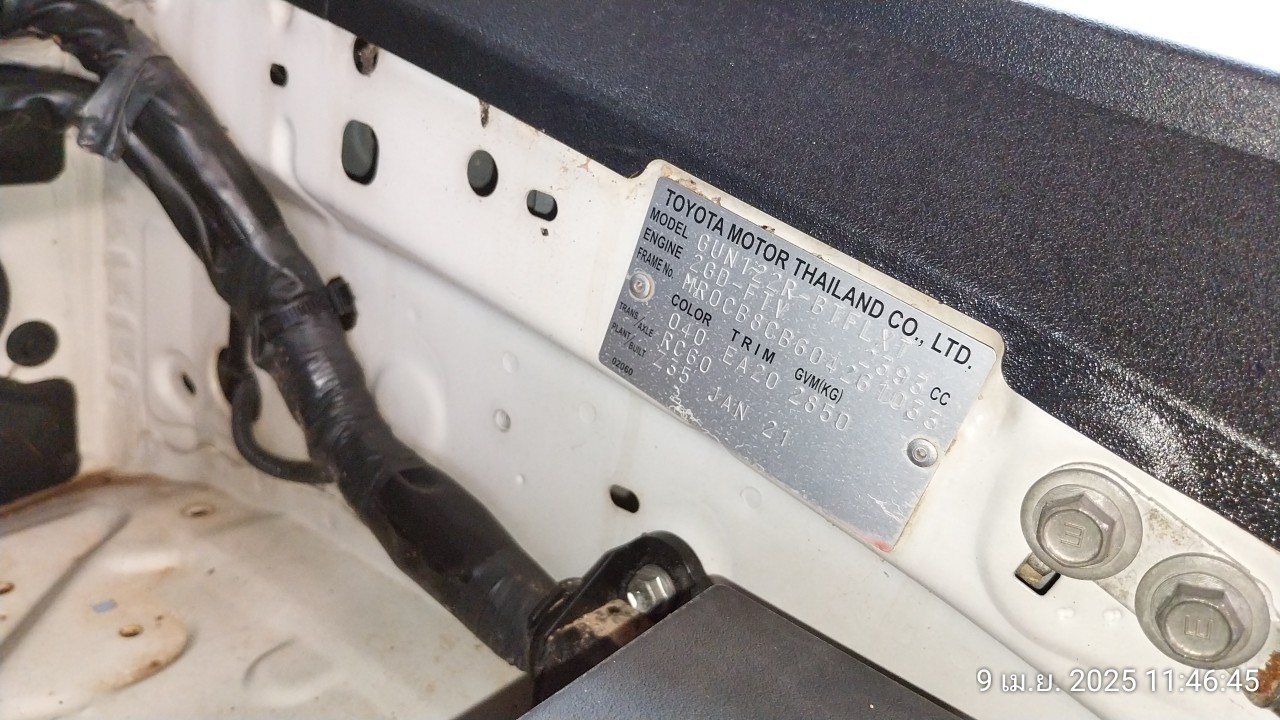 TOYOTA MOTOR THAILAND CO., LTD.
MODEL GUN122R-BTFLXT
ENGINE 2GD-FTV 2393 CC
FRAME No. MR0CB8CB604261033
COLOR TRIM GVM(KG)
040 EA20 2850
TRANS./AXLE RC60
PLANT/BUILT JAN 21
02060
3
3
9 เม.ย. 2025 11:46:45